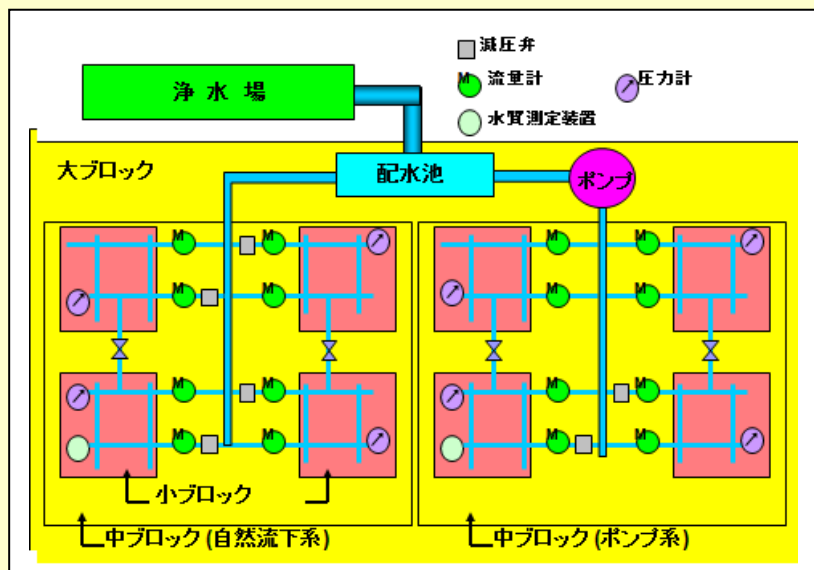 減圧弁
M 流量計
圧力計
水質測定装置
浄水場
大ブロック
配水池
ポンプ
M M M M
M M M M
M M M M
M M M M
小ブロック
中ブロック(自然流下系)
中ブロック(ポンプ系)